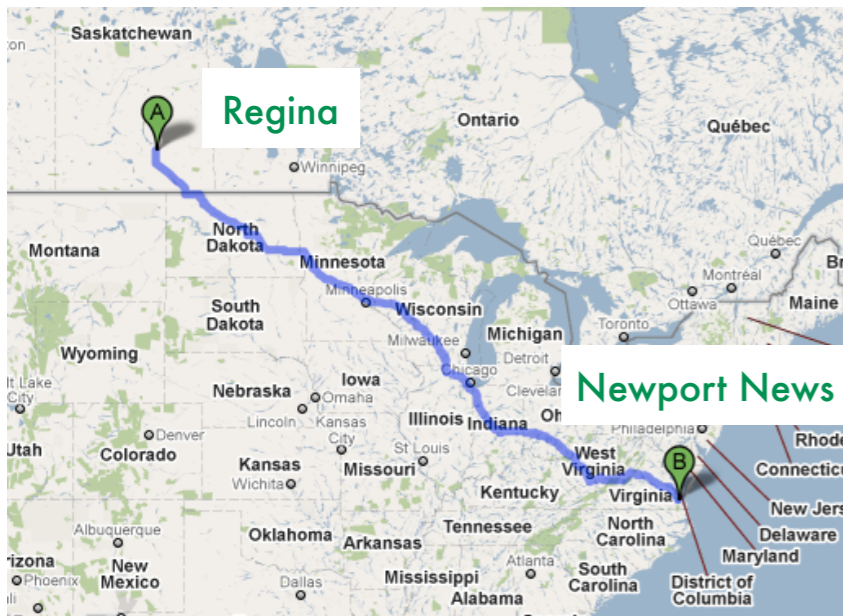 Saskatchewan
A
Regina
Ontario
Québec
Winnipeg
Montana
North
Dakota
Minnesota
Québec
Montréal
Ottawa
Maine
South
Dakota
Minneapolis
Wisconsin
Michigan
Toronto
Wyoming
Milwaukee
Detroit
Chicago
Iowa
Nebraska
Omaha
Lincoln
Lake
City
Newport News
Illinois
Indiana
Philadelphia
Denver
Colorado
Utah
Kansas
City
St Louis
Kansas
Missouri
Wichita
West
Virginia
B
Kentucky
Virginia
Connecticu
New Jers
Delaware
Maryland
District of
Columbia
Albuquerque
Oklahoma
Arkansas
Tennessee
North
Carolina
New
Mexico
Phoenix
Dallas
Mississippi
Atlanta
Alabama
South
Carolina